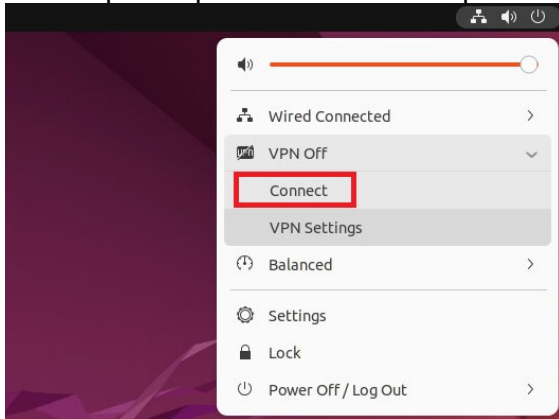 Wired Connected
VPN Off
Connect
VPN Settings
Balanced
Settings
Lock
Power Off / Log Out